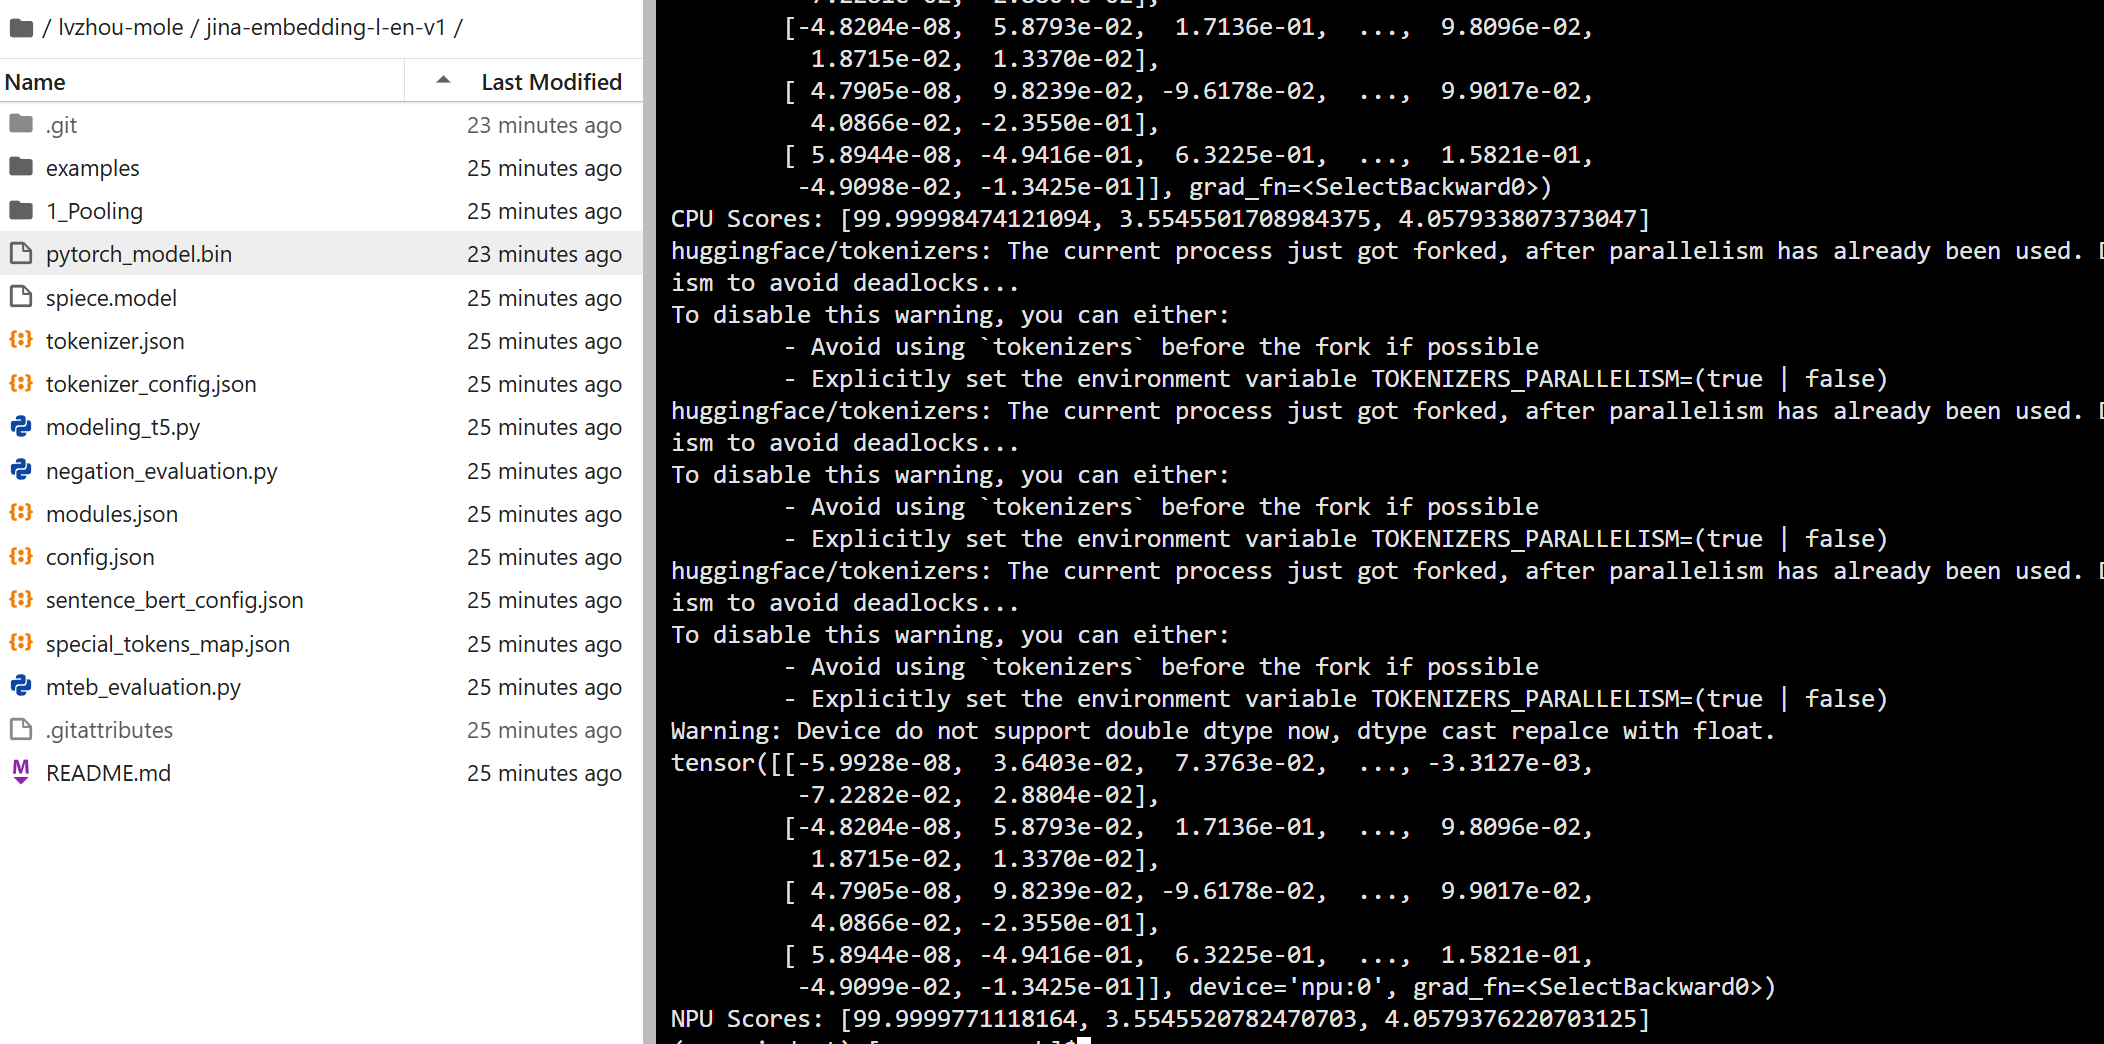 / lvzhou-mole / jina-embedding-l-en-v1 /
Name Last Modified
.git 23 minutes ago
examples 25 minutes ago
1_Pooling 25 minutes ago
pytorch_model.bin 23 minutes ago
spiece.model 25 minutes ago
tokenizer.json 25 minutes ago
tokenizer_config.json 25 minutes ago
modeling_t5.py 25 minutes ago
negation_evaluation.py 25 minutes ago
modules.json 25 minutes ago
config.json 25 minutes ago
sentence_bert_config.json 25 minutes ago
special_tokens_map.json 25 minutes ago
mteb_evaluation.py 25 minutes ago
.gitattributes 25 minutes ago
README.md 25 minutes ago
[-4.8204e-08, 5.8793e-02, 1.7136e-01, ..., 9.8096e-02,
1.8715e-02, 1.3370e-02],
[ 4.7905e-08, 9.8239e-02, -9.6178e-02, ..., 9.9017e-02,
4.0866e-02, -2.3550e-01],
[ 5.8944e-08, -4.9416e-01, 6.3225e-01, ..., 1.5821e-01,
-4.9098e-02, -1.3425e-01]], grad_fn=<SelectBackward0>)
CPU Scores: [99.99998474121094, 3.5545501708984375, 4.057933807373047]
huggingface/tokenizers: The current process just got forked, after parallelism has already been used. D
ism to avoid deadlocks...
To disable this warning, you can either:
- Avoid using `tokenizers` before the fork if possible
- Explicitly set the environment variable TOKENIZERS_PARALLELISM=(true | false)
huggingface/tokenizers: The current process just got forked, after parallelism has already been used. D
ism to avoid deadlocks...
To disable this warning, you can either:
- Avoid using `tokenizers` before the fork if possible
- Explicitly set the environment variable TOKENIZERS_PARALLELISM=(true | false)
huggingface/tokenizers: The current process just got forked, after parallelism has already been used. D
ism to avoid deadlocks...
To disable this warning, you can either:
- Avoid using `tokenizers` before the fork if possible
- Explicitly set the environment variable TOKENIZERS_PARALLELISM=(true | false)
Warning: Device do not support double dtype now, dtype cast repalce with float.
tensor([[-5.9928e-08, 3.6403e-02, 7.3763e-02, ..., -3.3127e-03,
-7.2282e-02, 2.8804e-02],
[-4.8204e-08, 5.8793e-02, 1.7136e-01, ..., 9.8096e-02,
1.8715e-02, 1.3370e-02],
[ 4.7905e-08, 9.8239e-02, -9.6178e-02, ..., 9.9017e-02,
4.0866e-02, -2.3550e-01],
[ 5.8944e-08, -4.9416e-01, 6.3225e-01, ..., 1.5821e-01,
-4.9099e-02, -1.3425e-01]], device='npu:0', grad_fn=<SelectBackward0>)
NPU Scores: [99.9999771118164, 3.5545520782470703, 4.0579376220703125]